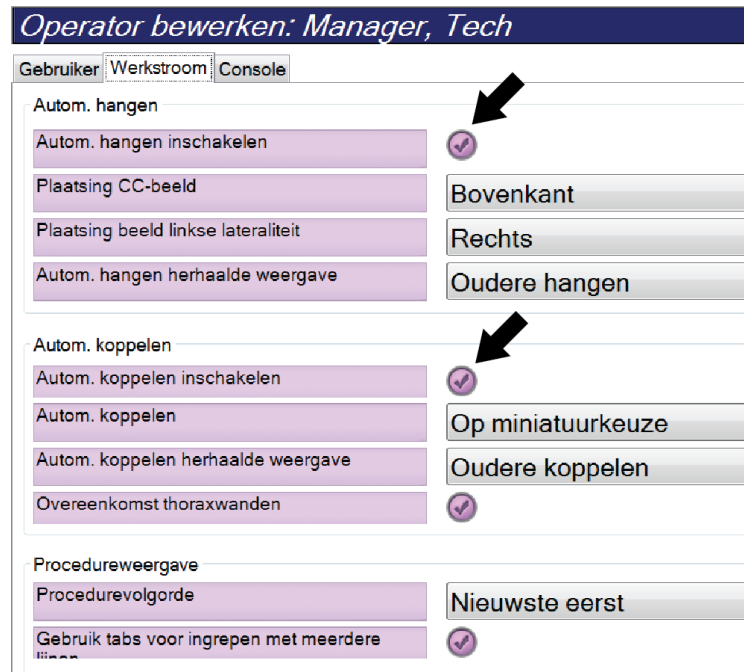 Operator bewerken: Manager, Tech
Gebruiker Werkstroom Console
Autom. hangen
Autom. hangen inschakelen
Plaatsing CC-beeld Bovenkant
Plaatsing beeld linkse lateraliteit Rechts
Autom. hangen herhaalde weergave Oudere hangen
Autom. koppelen
Autom. koppelen inschakelen
Autom. koppelen Op miniatuurkeuze
Autom. koppelen herhaalde weergave Oudere koppelen
Overeenkomst thoraxwanden
Procedureweergave
Procedurevolgorde Nieuwste eerst
Gebruik tabs voor ingrepen met meerdere